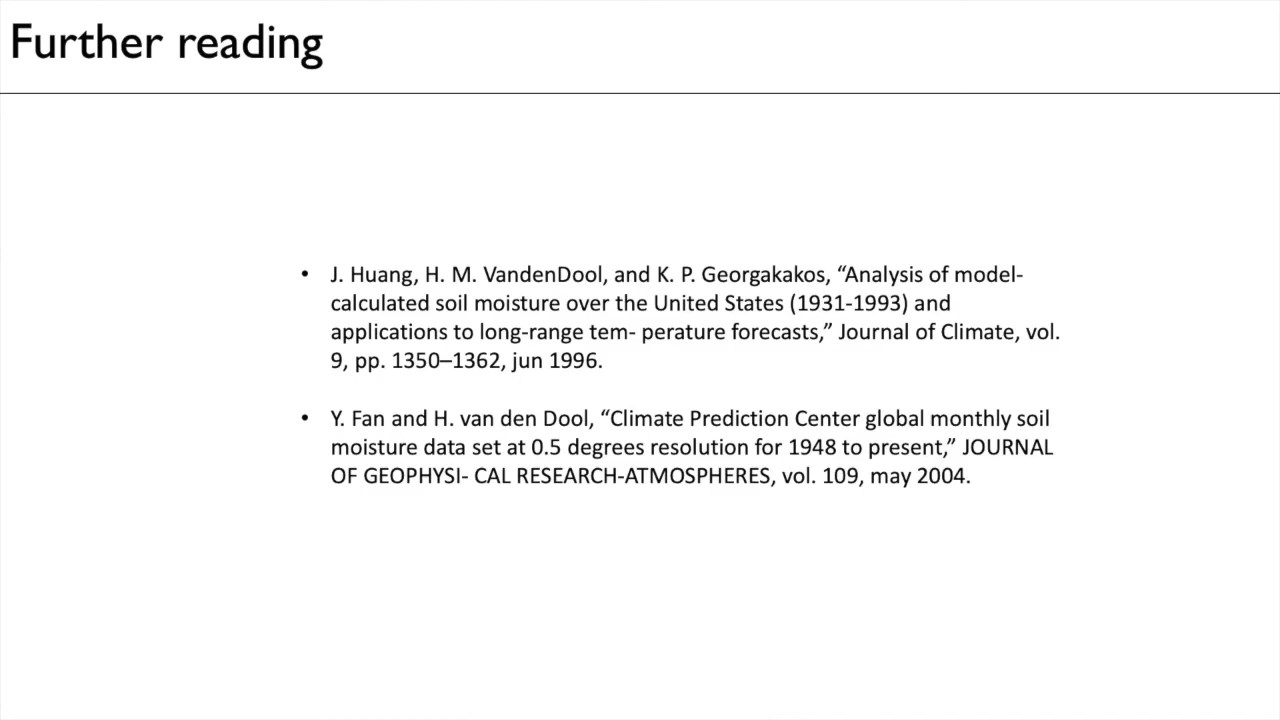 Further reading
• J. Huang, H. M. VandenDool, and K. P. Georgakakos, “Analysis of model-
calculated soil moisture over the United States (1931-1993) and
applications to long-range tem- perature forecasts,” Journal of Climate, vol.
9, pp. 1350–1362, jun 1996.
• Y. Fan and H. van den Dool, “Climate Prediction Center global monthly soil
moisture data set at 0.5 degrees resolution for 1948 to present,” JOURNAL
OF GEOPHYSI- CAL RESEARCH-ATMOSPHERES, vol. 109, may 2004.